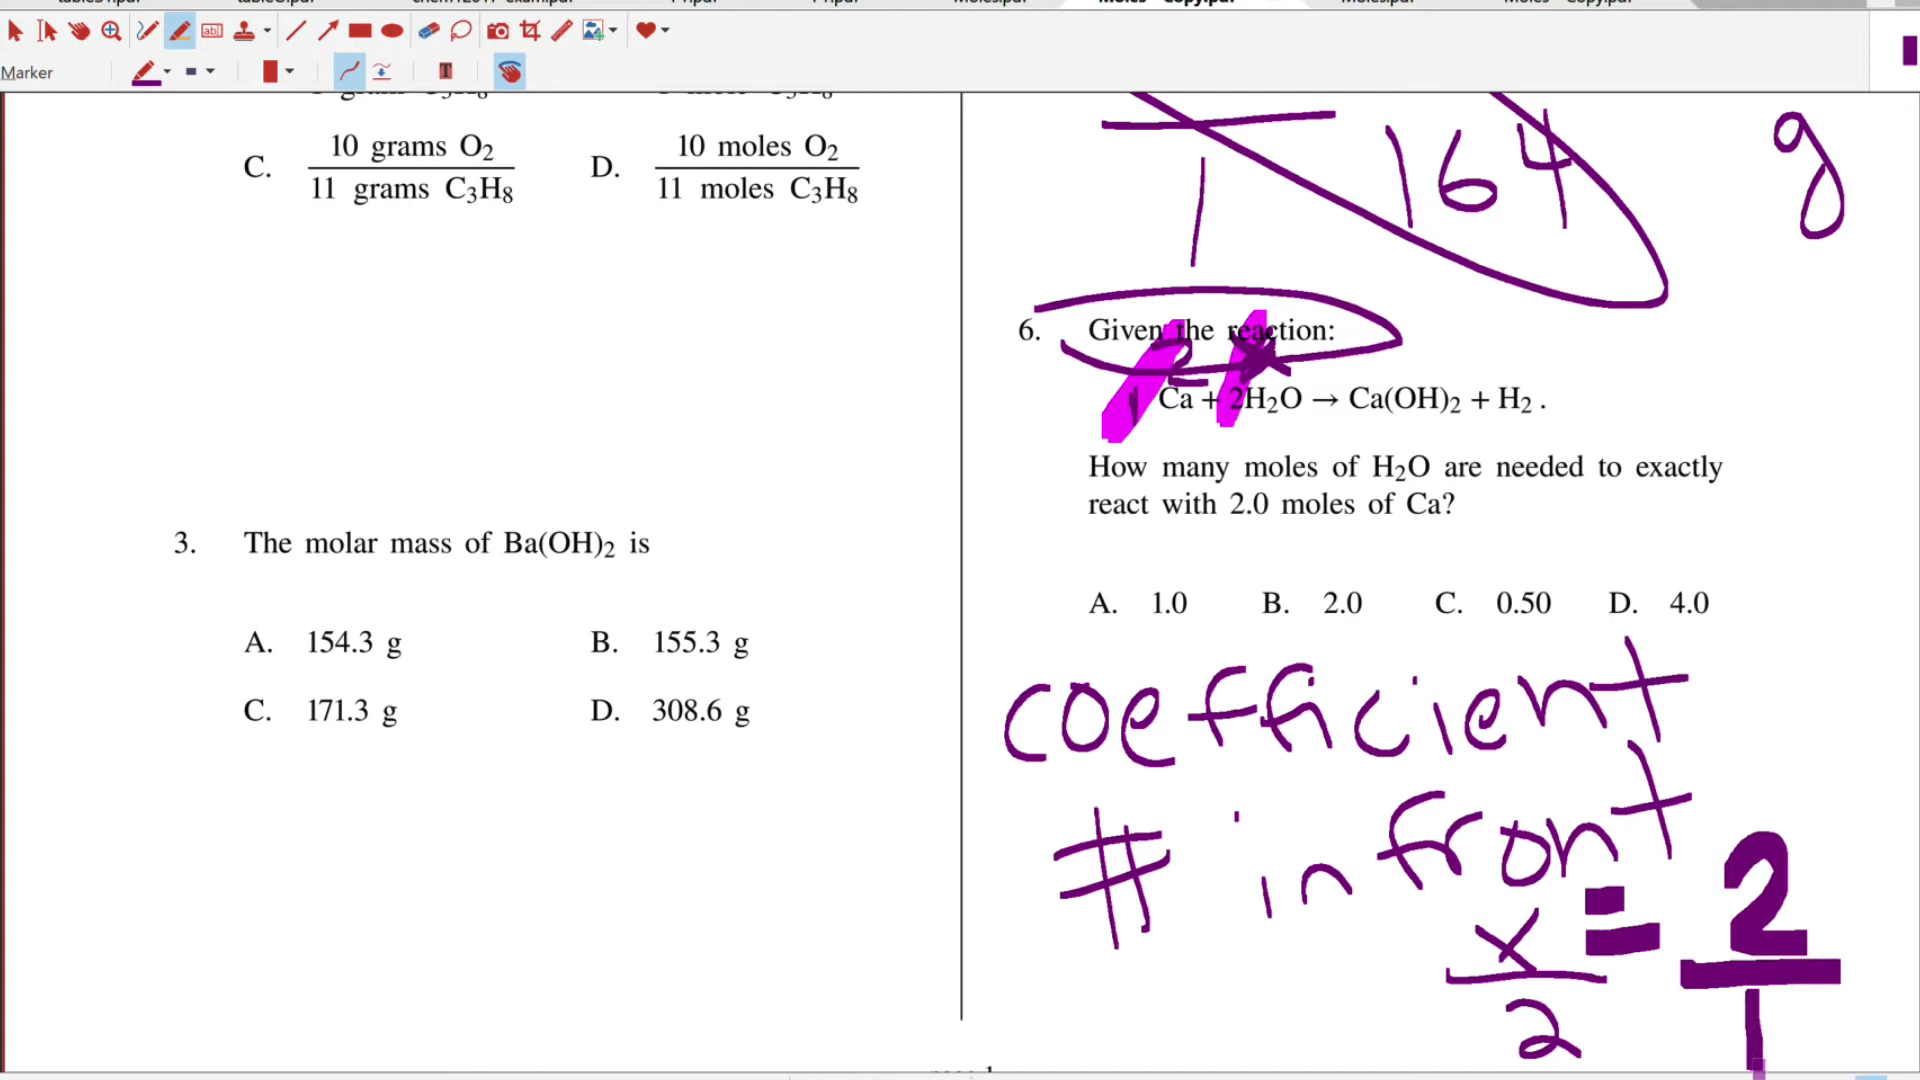 Marker
C. 10 grams O2 / 11 grams C3H8 D. 10 moles O2 / 11 moles C3H8
3. The molar mass of Ba(OH)2 is
A. 154.3 g B. 155.3 g
C. 171.3 g D. 308.6 g
1 164 g
6. Given the reaction:
2 x
1 Ca + 2H2O → Ca(OH)2 + H2 .
How many moles of H2O are needed to exactly
react with 2.0 moles of Ca?
A. 1.0 B. 2.0 C. 0.50 D. 4.0
coefficient
# in front
x/2 = 2/1